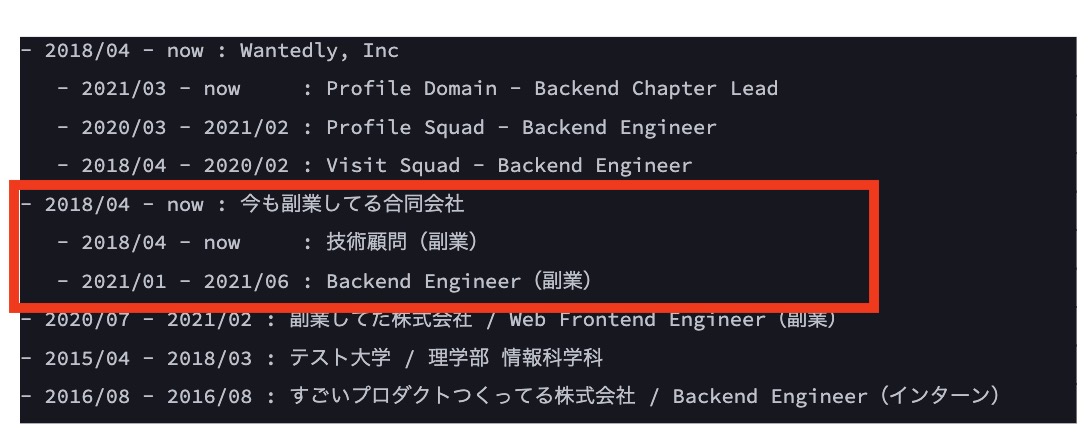 - 2018/04 - now : Wantedly, Inc
- 2021/03 - now : Profile Domain - Backend Chapter Lead
- 2020/03 - 2021/02 : Profile Squad - Backend Engineer
- 2018/04 - 2020/02 : Visit Squad - Backend Engineer
- 2018/04 - now : 今も副業してる合同会社
- 2018/04 - now : 技術顧問（副業）
- 2021/01 - 2021/06 : Backend Engineer（副業）
- 2020/07 - 2021/02 : 副業してた株式会社 / Web Frontend Engineer（副業）
- 2015/04 - 2018/03 : テスト大学 / 理学部 情報科学科
- 2016/08 - 2016/08 : すごいプロダクトつくってる株式会社 / Backend Engineer（インターン）